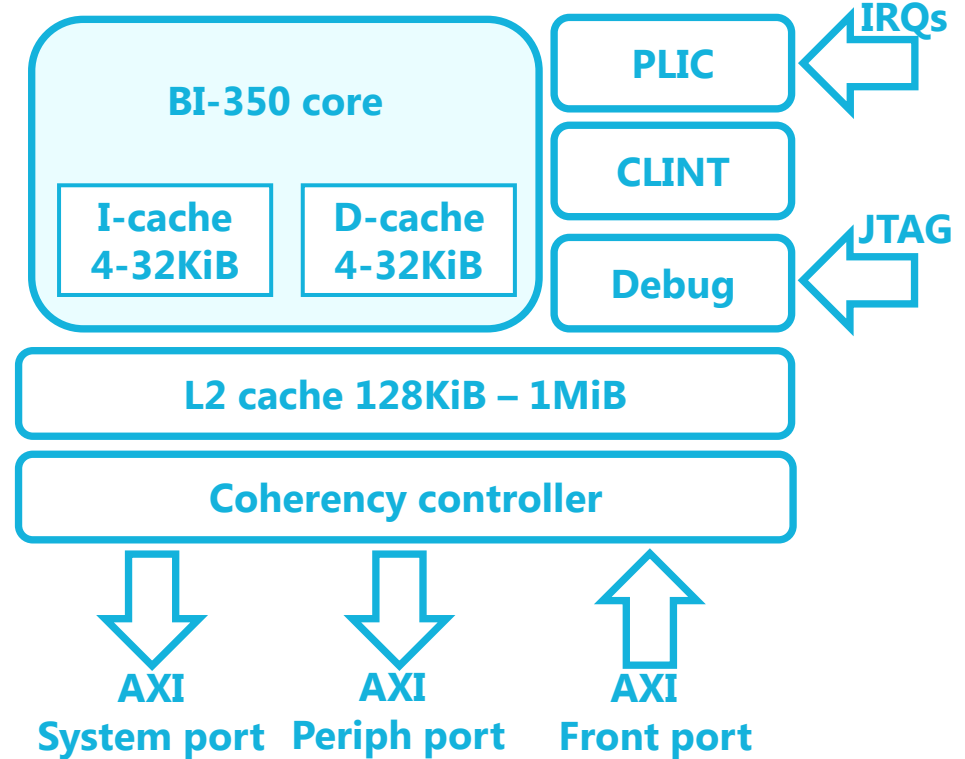 IRQs
PLIC
BI-350 core
CLINT
I-cache
4-32KiB
D-cache
4-32KiB
JTAG
Debug
L2 cache 128KiB – 1MiB
Coherency controller
AXI
System port
AXI
Periph port
AXI
Front port